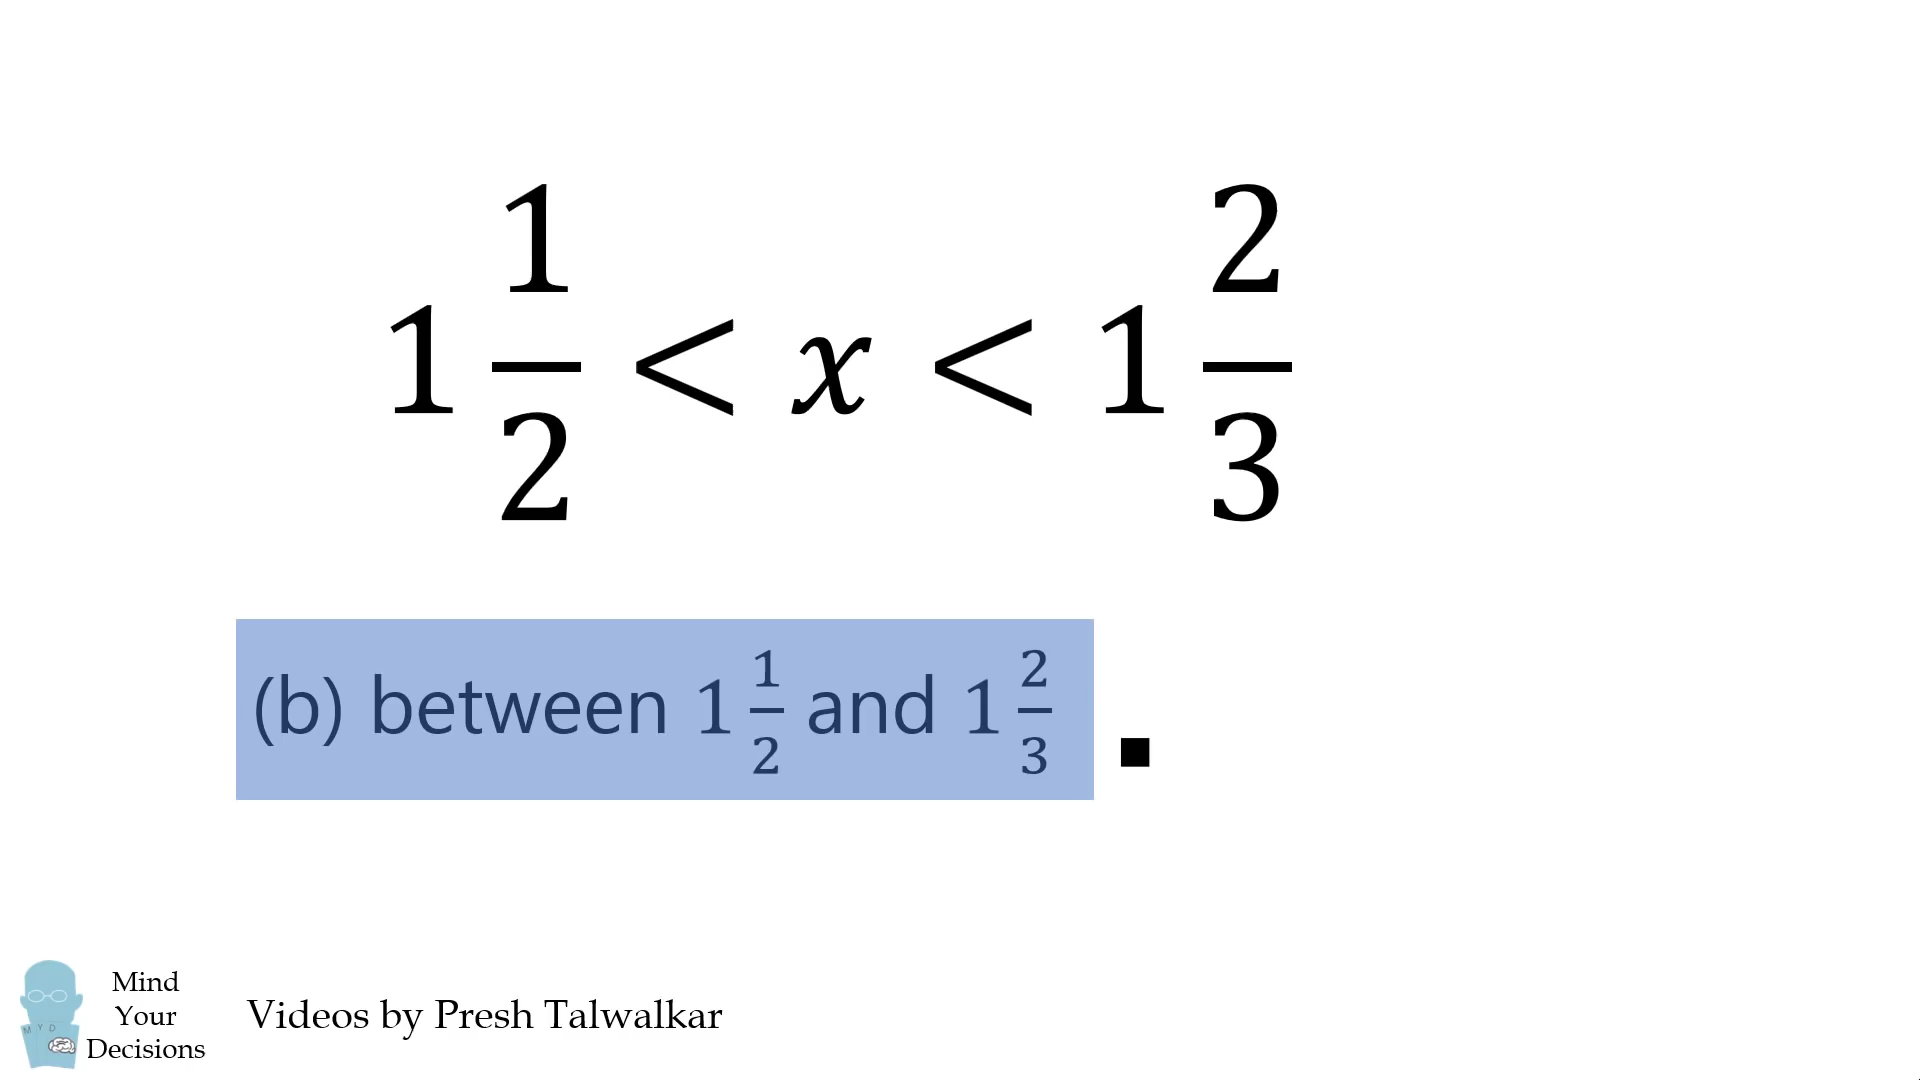 1 1/2 < x < 1 2/3
(b) between 1 1/2 and 1 2/3 .
Mind
Your
Decisions
Videos by Presh Talwalkar
M Y D